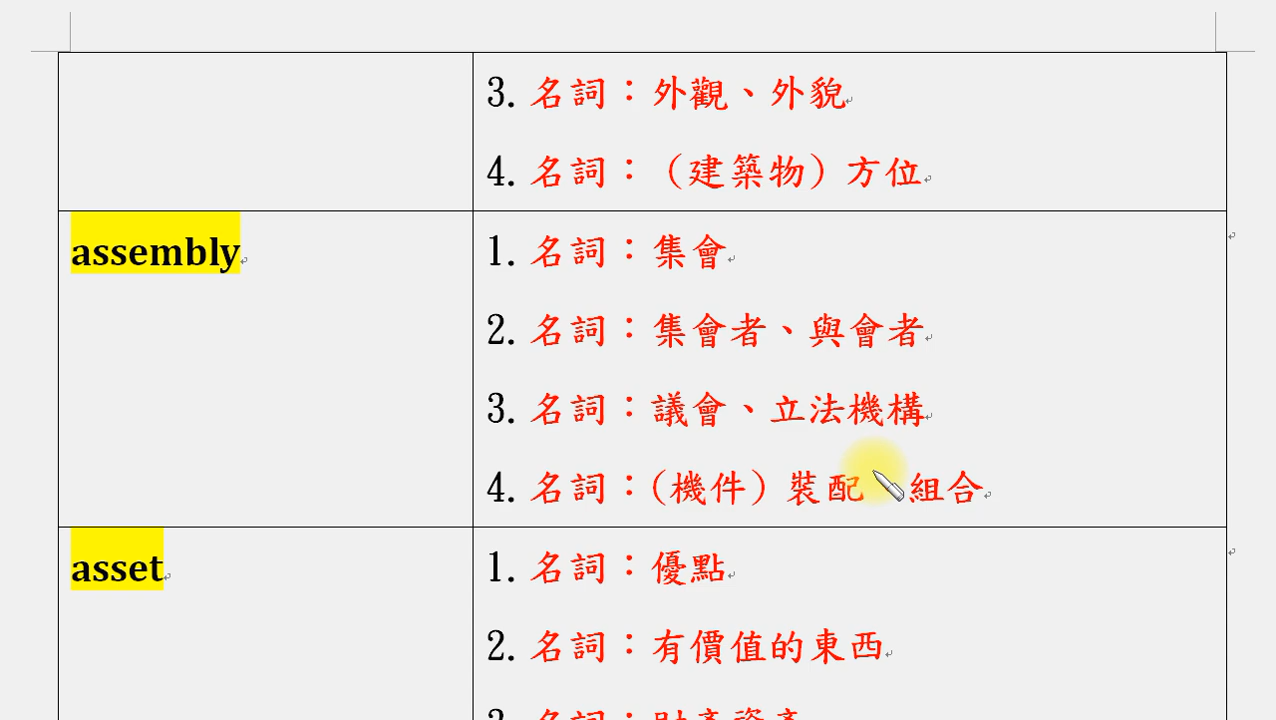 3. 名詞：外觀、外貌
4. 名詞：（建築物）方位
assembly
1. 名詞：集會
2. 名詞：集會者、與會者
3. 名詞：議會、立法機構
4. 名詞：(機件）裝配 組合
asset
1. 名詞：優點
2. 名詞：有價值的東西